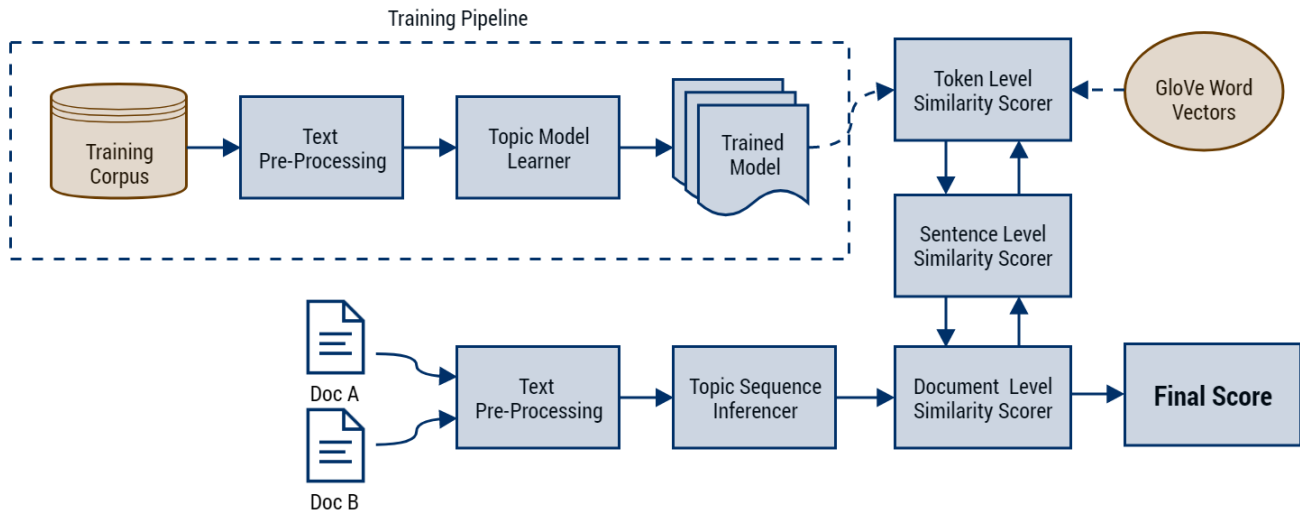 Training Pipeline
Training
Corpus
Text
Pre-Processing
Topic Model
Learner
Trained
Model
Token Level
Similarity Scorer
GloVe Word
Vectors
Sentence Level
Similarity Scorer
Doc A
Doc B
Text
Pre-Processing
Topic Sequence
Inferencer
Document Level
Similarity Scorer
Final Score